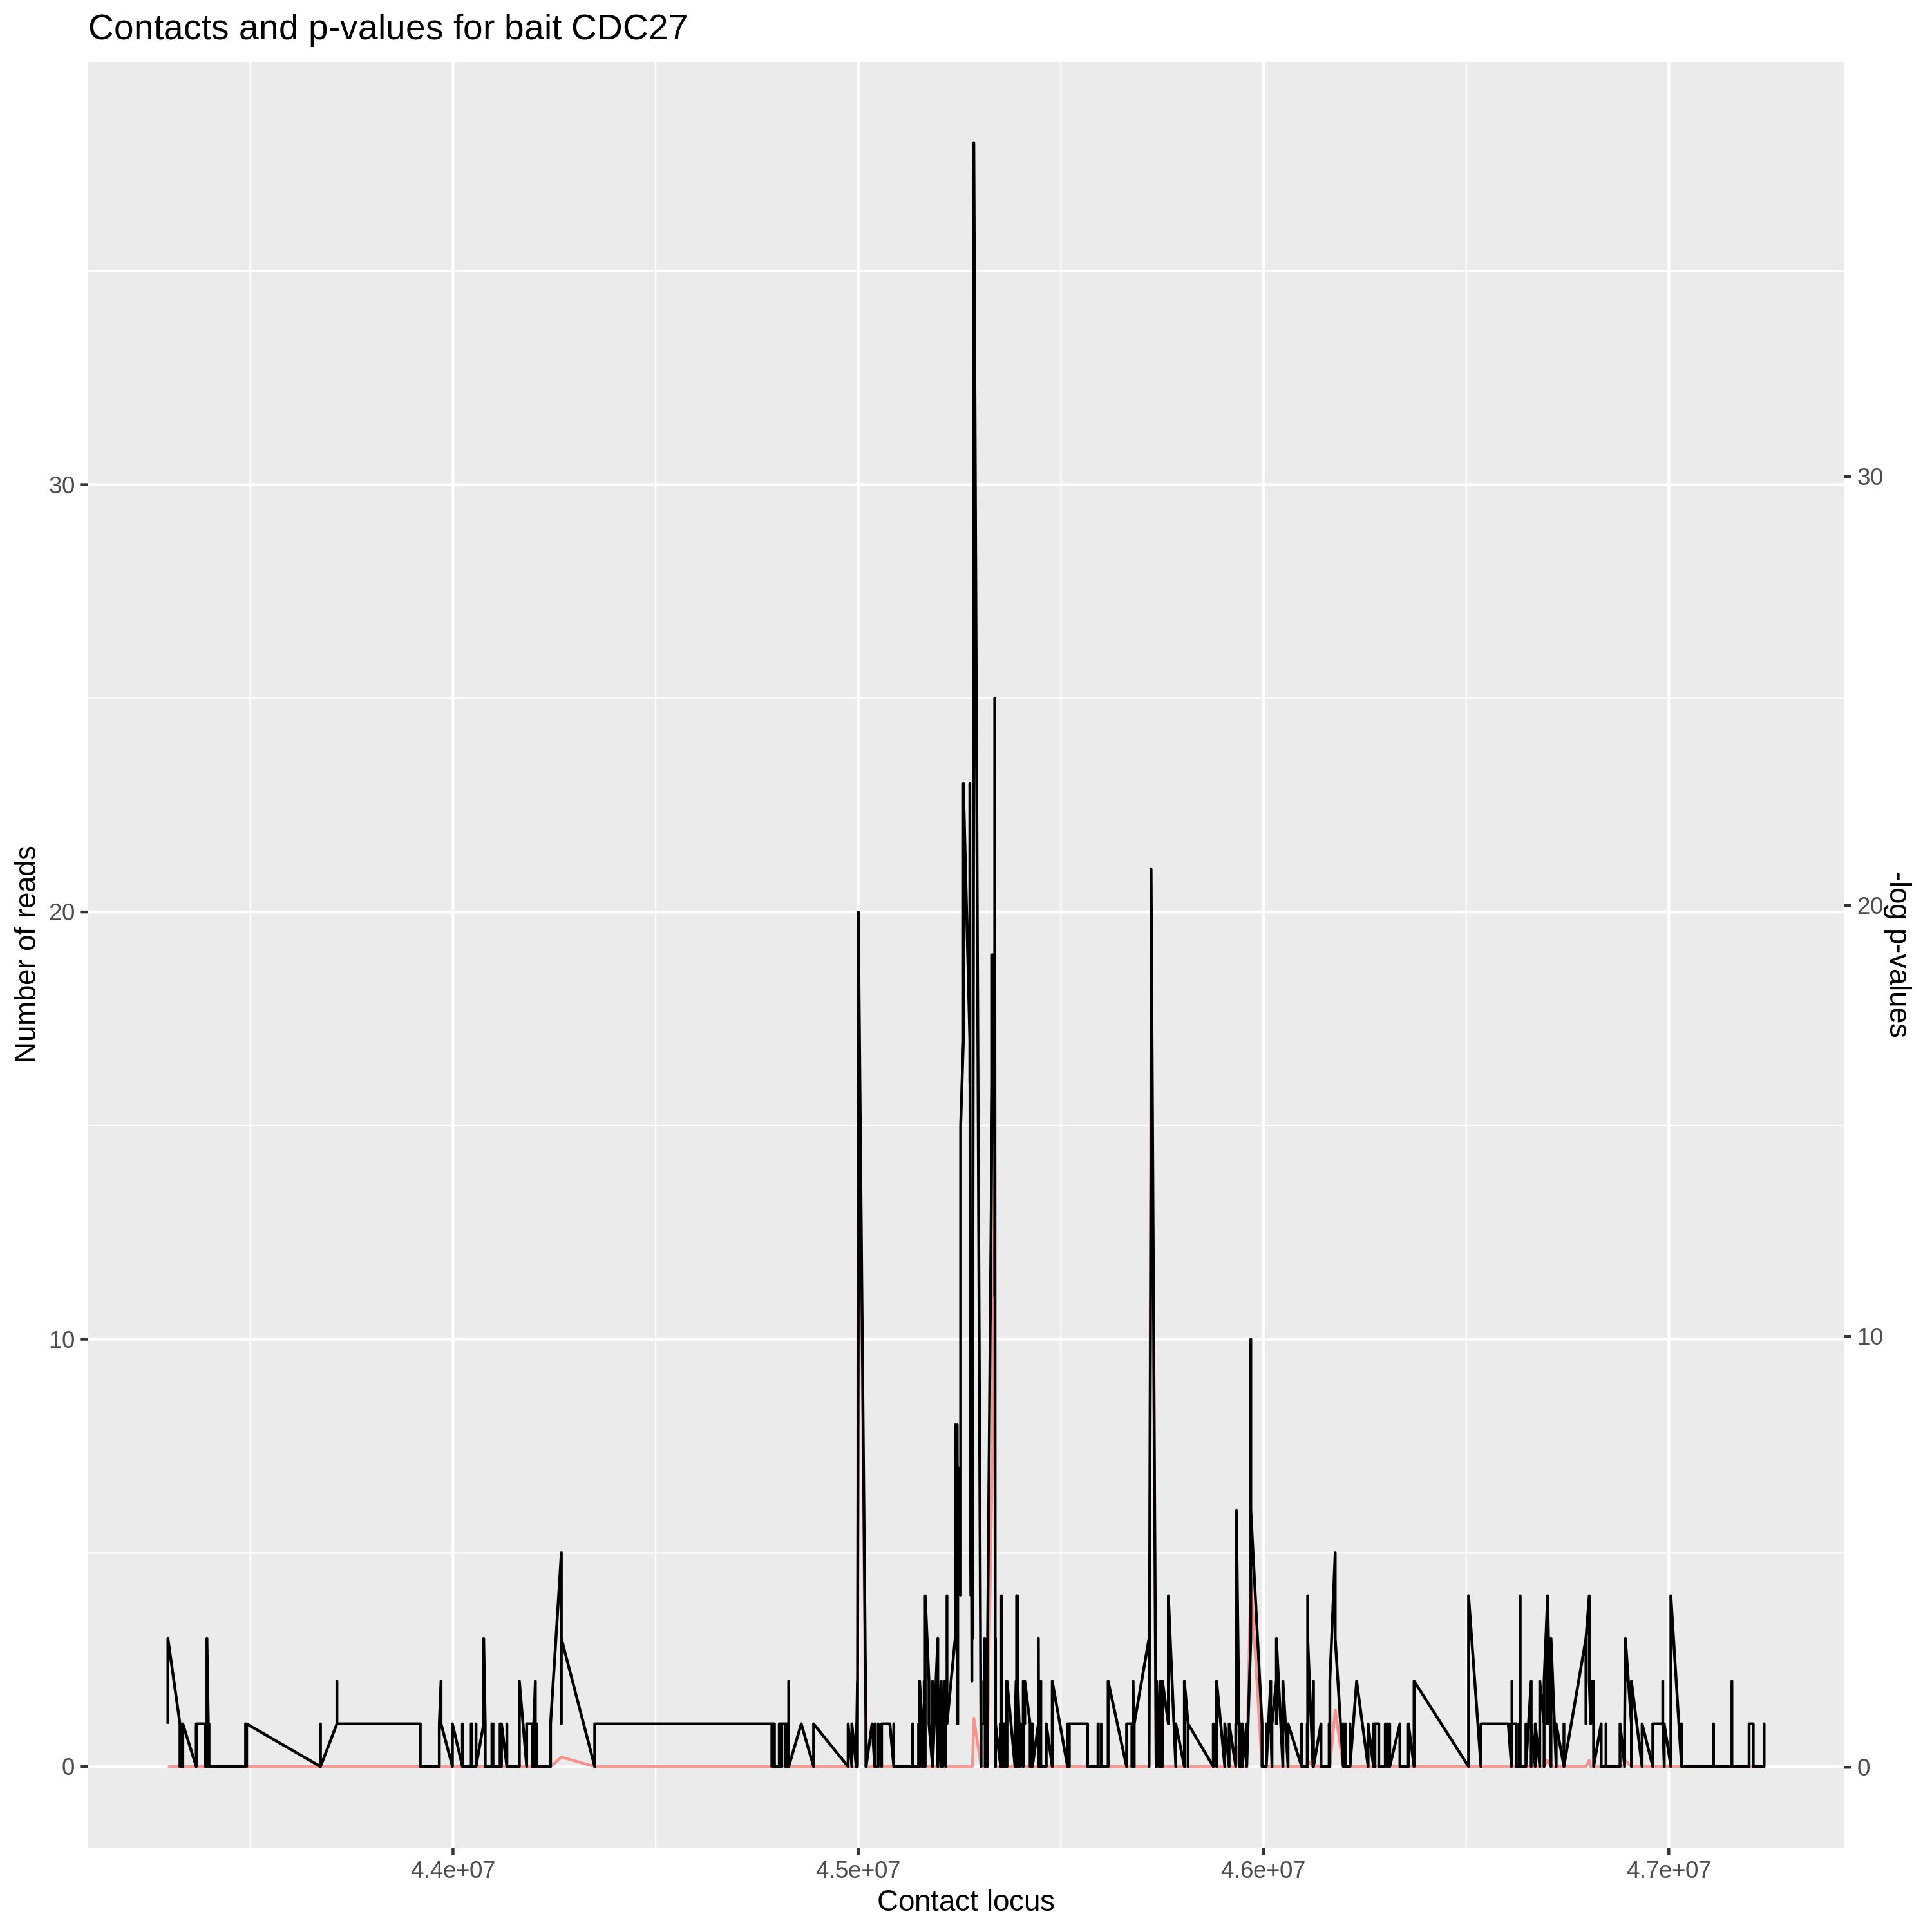 Contacts and p-values for bait CDC27
Number of reads
30
20
10
0
30
20
10
0
-log p-values
4.4e+07
4.5e+07
4.6e+07
4.7e+07
Contact locus